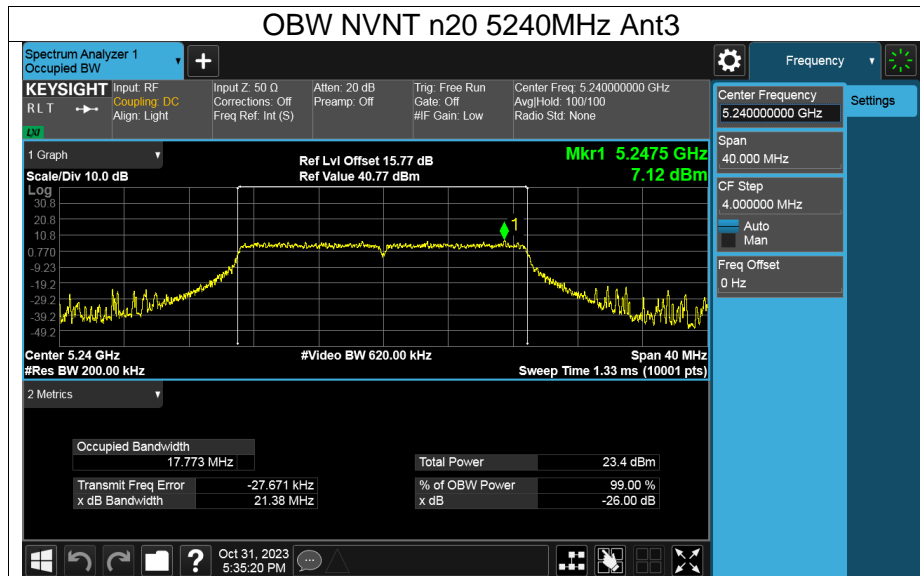 OBW NVNT n20 5240MHz Ant3
Spectrum Analyzer 1
Occupied BW
Frequency
KEYSIGHT
RLT
LXI
Input: RF
Coupling: DC
Align: Light
Input Z: 50 Ω
Corrections: Off
Freq Ref: Int (S)
Atten: 20 dB
Preamp: Off
Trig: Free Run
Gate: Off
#IF Gain: Low
Center Freq: 5.240000000 GHz
Avg|Hold: 100/100
Radio Std: None
Center Frequency
5.240000000 GHz
Settings
Span
40.000 MHz
CF Step
4.000000 MHz
Auto
Man
Freq Offset
0 Hz
1 Graph
Scale/Div 10.0 dB
Ref Lvl Offset 15.77 dB
Ref Value 40.77 dBm
Mkr1 5.2475 GHz
7.12 dBm
Log
30.8
20.8
10.8
0.770
-9.23
-19.2
-29.2
-39.2
-49.2
1
Center 5.24 GHz
#Video BW 620.00 kHz
Span 40 MHz
#Res BW 200.00 kHz
Sweep Time 1.33 ms (10001 pts)
2 Metrics
Occupied Bandwidth
17.773 MHz
Total Power 23.4 dBm
Transmit Freq Error -27.671 kHz
% of OBW Power 99.00 %
x dB Bandwidth 21.38 MHz
x dB -26.00 dB
?
Oct 31, 2023
5:35:20 PM